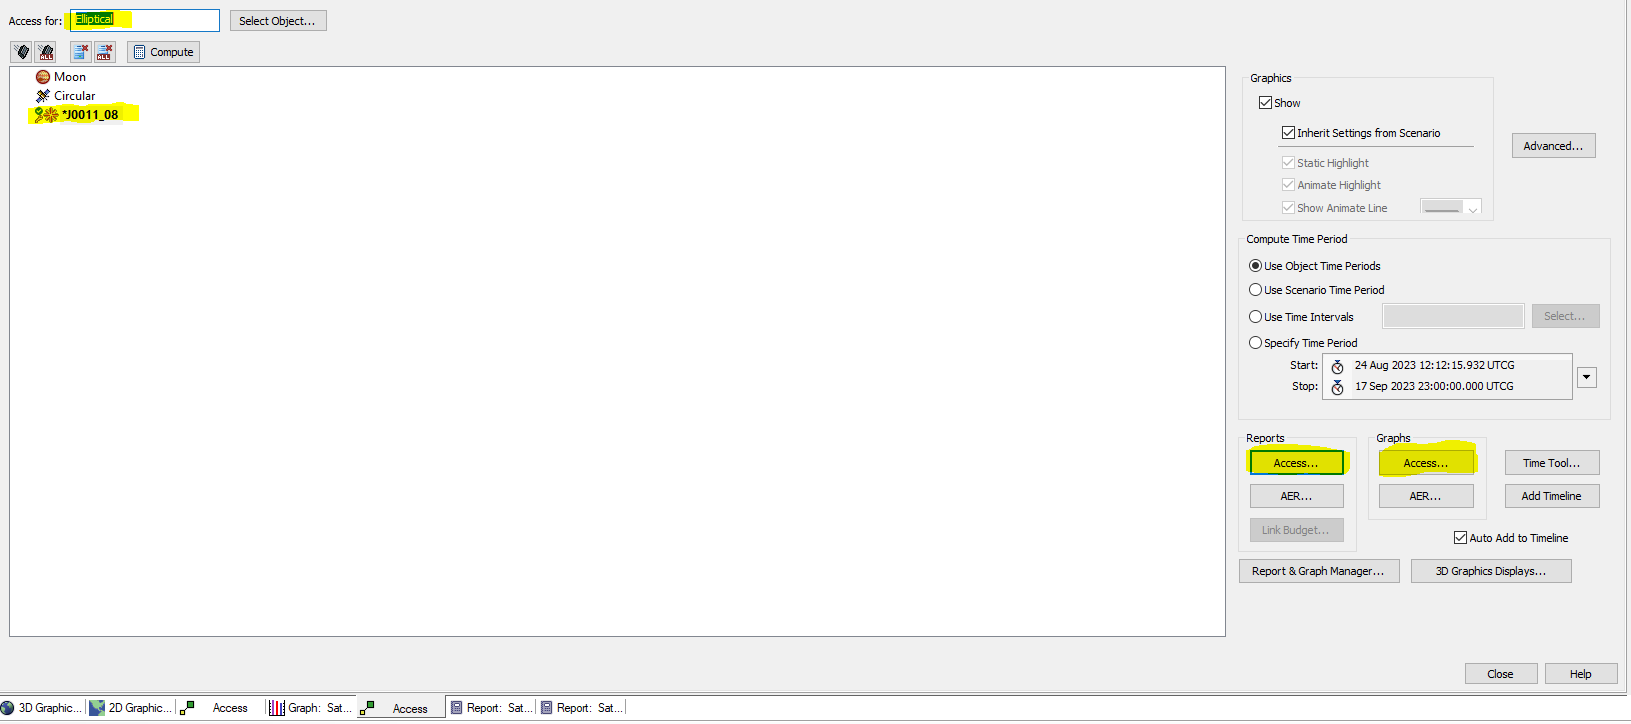 Access for: Elliptical Select Object...
ALL ALL Compute
Moon
Circular
*J0011_08
Graphics
Show
Inherit Settings from Scenario
Static Highlight
Animate Highlight
Show Animate Line
Advanced...
Compute Time Period
Use Object Time Periods
Use Scenario Time Period
Use Time Intervals Select...
Specify Time Period
Start: 24 Aug 2023 12:12:15.932 UTCG
Stop: 17 Sep 2023 23:00:00.000 UTCG
Reports Graphs
Access... Access... Time Tool...
AER... AER... Add Timeline
Link Budget...
Auto Add to Timeline
Report & Graph Manager... 3D Graphics Displays...
Close Help
3D Graphic... 2D Graphic... Access Graph: Sat... Access Report: Sat... Report: Sat...